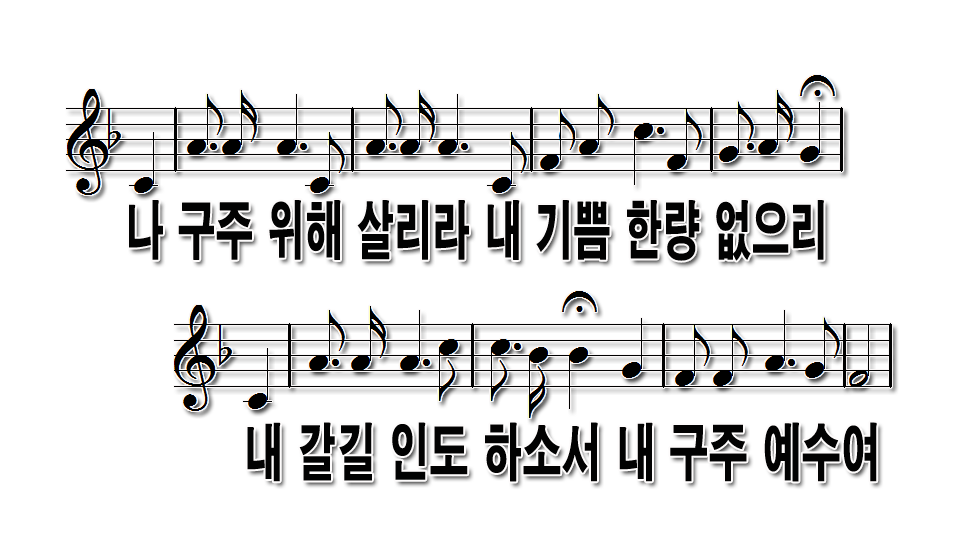 나 구주 위해 살리라 내 기쁨 한량 없으리
내 갈길 인도 하소서 내 구주 예수여